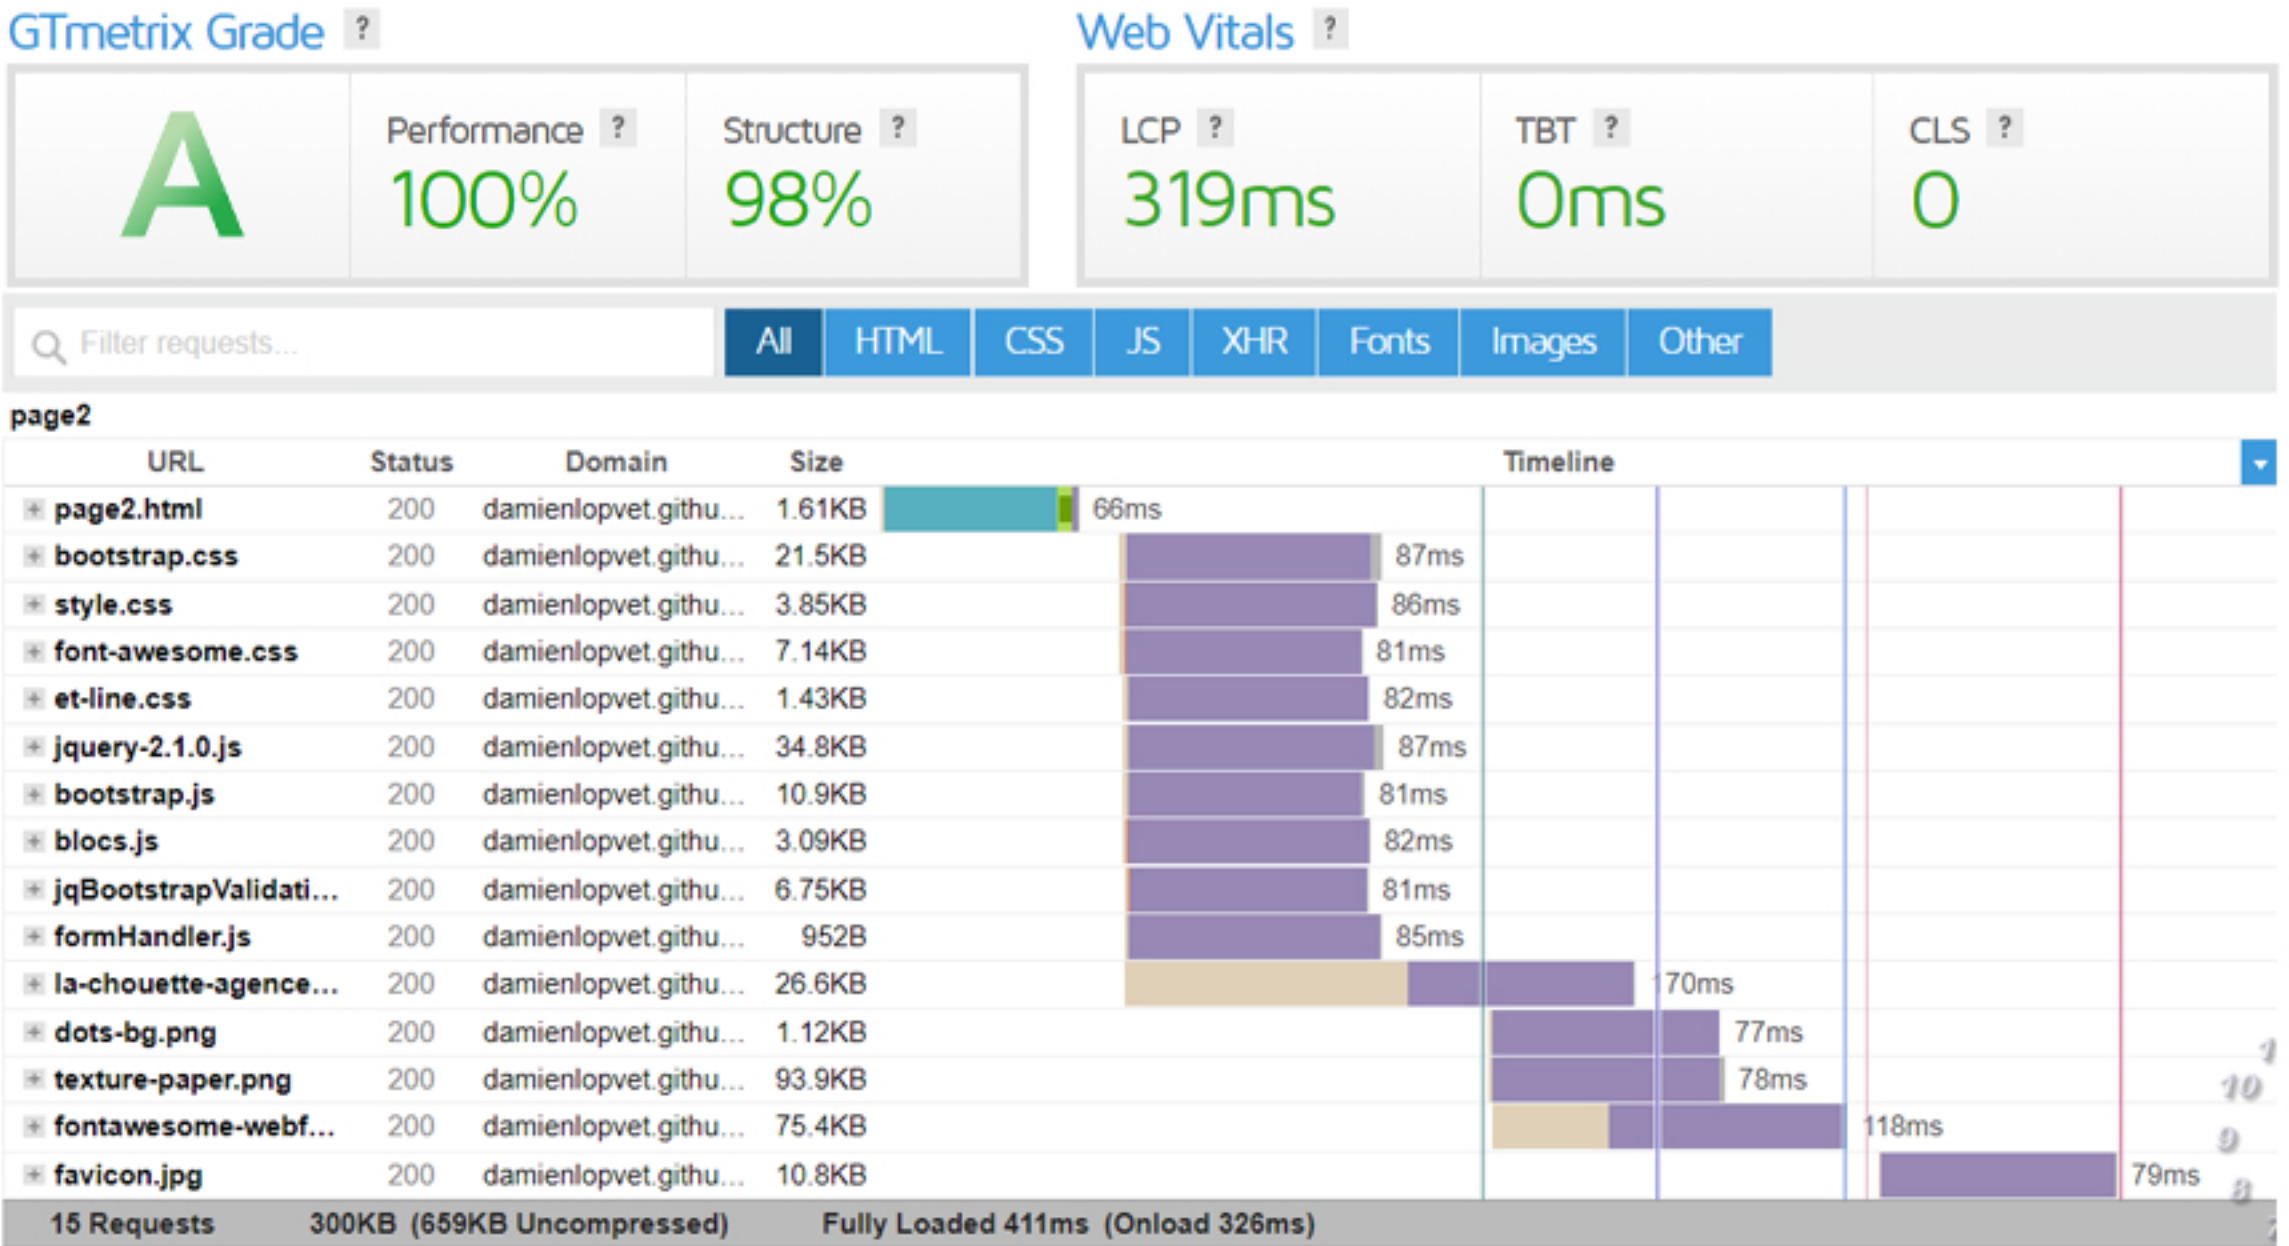 GTmetrix Grade ? Web Vitals ?
A Performance ? Structure ? LCP ? TBT ? CLS ?
100% 98% 319ms 0ms 0
Filter requests... All HTML CSS JS XHR Fonts Images Other
page2
URL Status Domain Size Timeline
page2.html 200 damienlopvet.githu... 1.61KB 66ms
bootstrap.css 200 damienlopvet.githu... 21.5KB 87ms
style.css 200 damienlopvet.githu... 3.85KB 86ms
font-awesome.css 200 damienlopvet.githu... 7.14KB 81ms
et-line.css 200 damienlopvet.githu... 1.43KB 82ms
jquery-2.1.0.js 200 damienlopvet.githu... 34.8KB 87ms
bootstrap.js 200 damienlopvet.githu... 10.9KB 81ms
blocs.js 200 damienlopvet.githu... 3.09KB 82ms
jqBootstrapValidati... 200 damienlopvet.githu... 6.75KB 81ms
formHandler.js 200 damienlopvet.githu... 952B 85ms
la-chouette-agence... 200 damienlopvet.githu... 26.6KB 170ms
dots-bg.png 200 damienlopvet.githu... 1.12KB 77ms
texture-paper.png 200 damienlopvet.githu... 93.9KB 78ms
10
fontawesome-webf... 200 damienlopvet.githu... 75.4KB 118ms
9
favicon.jpg 200 damienlopvet.githu... 10.8KB 79ms
8
15 Requests 300KB (659KB Uncompressed) Fully Loaded 411ms (Onload 326ms)